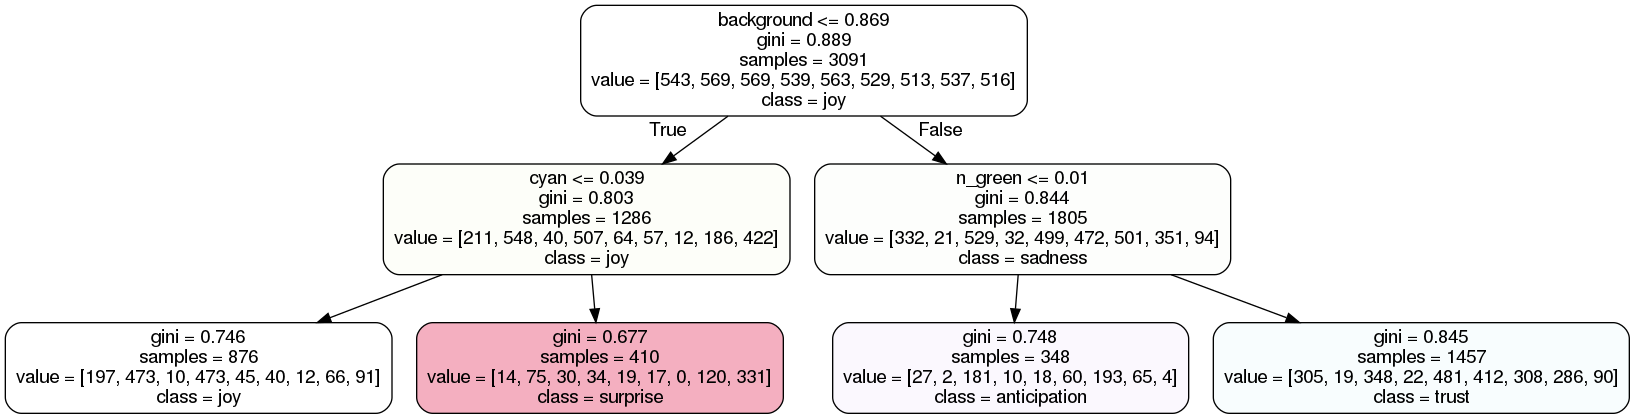 background <= 0.869
gini = 0.889
samples = 3091
value = [543, 569, 569, 539, 563, 529, 513, 537, 516]
class = joy
True
False
cyan <= 0.039
gini = 0.803
samples = 1286
value = [211, 548, 40, 507, 64, 57, 12, 186, 422]
class = joy
n_green <= 0.01
gini = 0.844
samples = 1805
value = [332, 21, 529, 32, 499, 472, 501, 351, 94]
class = sadness
gini = 0.746
samples = 876
value = [197, 473, 10, 473, 45, 40, 12, 66, 91]
class = joy
gini = 0.677
samples = 410
value = [14, 75, 30, 34, 19, 17, 0, 120, 331]
class = surprise
gini = 0.748
samples = 348
value = [27, 2, 181, 10, 18, 60, 193, 65, 4]
class = anticipation
gini = 0.845
samples = 1457
value = [305, 19, 348, 22, 481, 412, 308, 286, 90]
class = trust